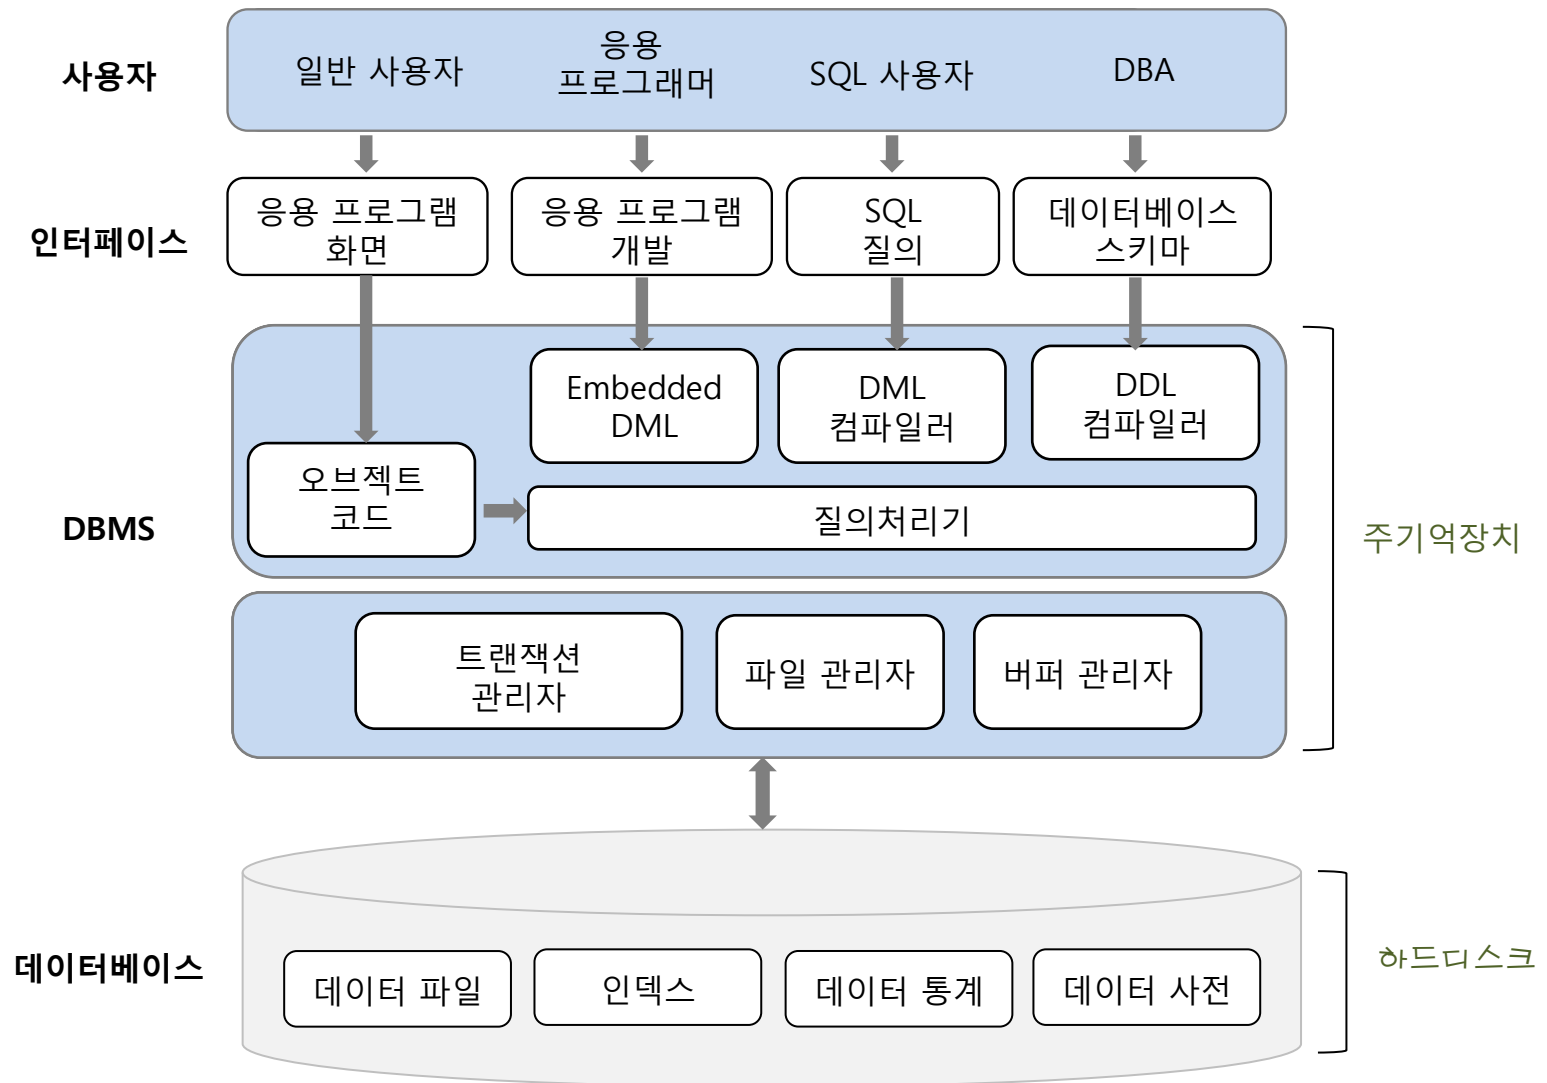 사용자
일반 사용자
응용
프로그래머
SQL 사용자
DBA
인터페이스
응용 프로그램
화면
응용 프로그램
개발
SQL
질의
데이터베이스
스키마
DBMS
Embedded
DML
DML
컴파일러
DDL
컴파일러
오브젝트
코드
질의처리기
주기억장치
트랜잭션
관리자
파일 관리자
버퍼 관리자
데이터베이스
데이터 파일
인덱스
데이터 통계
데이터 사전
하드디스크